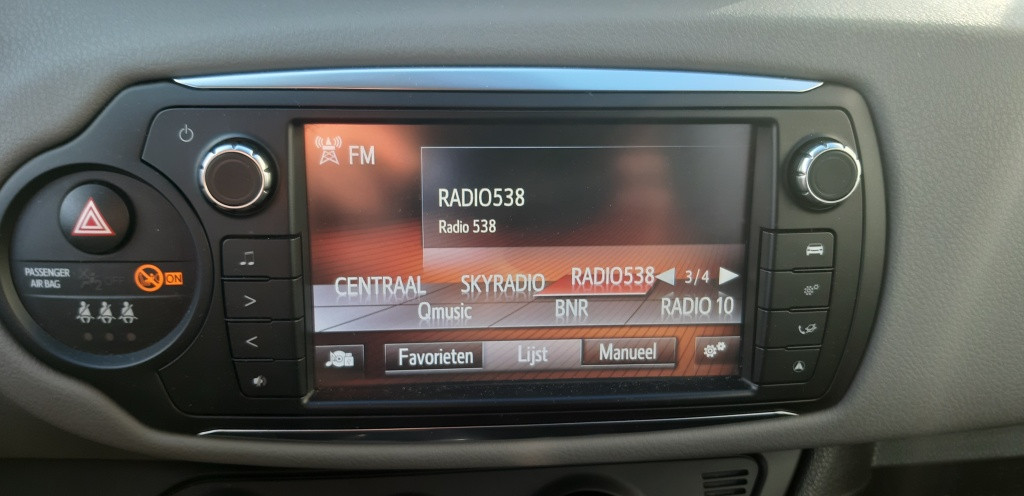 FM
RADIO538
Radio 538
CENTRAAL SKYRADIO RADIO538 3/4
Qmusic BNR RADIO 10
Favorieten Lijst Manueel
PASSENGER
AIR BAG
ON